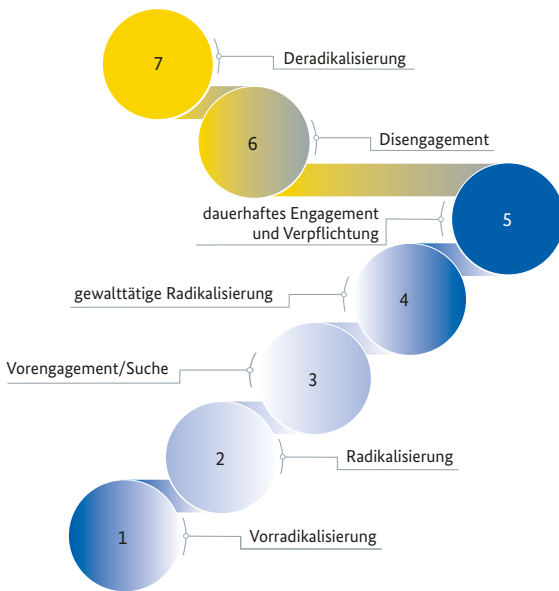 7
Deradikalisierung
6
Disengagement
dauerhaftes Engagement
und Verpflichtung
5
gewalttätige Radikalisierung
4
Vorengagement/Suche
3
2
Radikalisierung
1
Vorradikalisierung